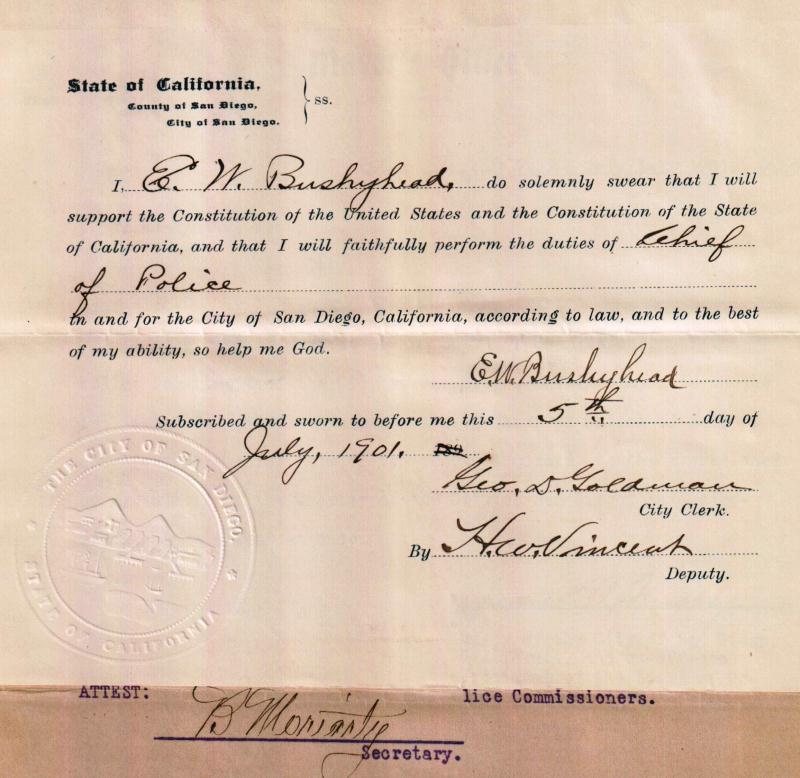 State of California,
County of San Diego,
City of San Diego.
} ss.
I, E. W. Bushyhead, do solemnly swear that I will
support the Constitution of the United States and the Constitution of the State
of California, and that I will faithfully perform the duties of Chief
of Police
in and for the City of San Diego, California, according to law, and to the best
of my ability, so help me God.
E. W. Bushyhead
Subscribed and sworn to before me this 5th day of
July, 1901. 189
Geo. D. Goldman
City Clerk.
By H. W. Vincent
Deputy.
THE CITY OF SAN DIEGO.
STATE OF CALIFORNIA
ATTEST:
lice Commissioners.
B Moriarty
Secretary.